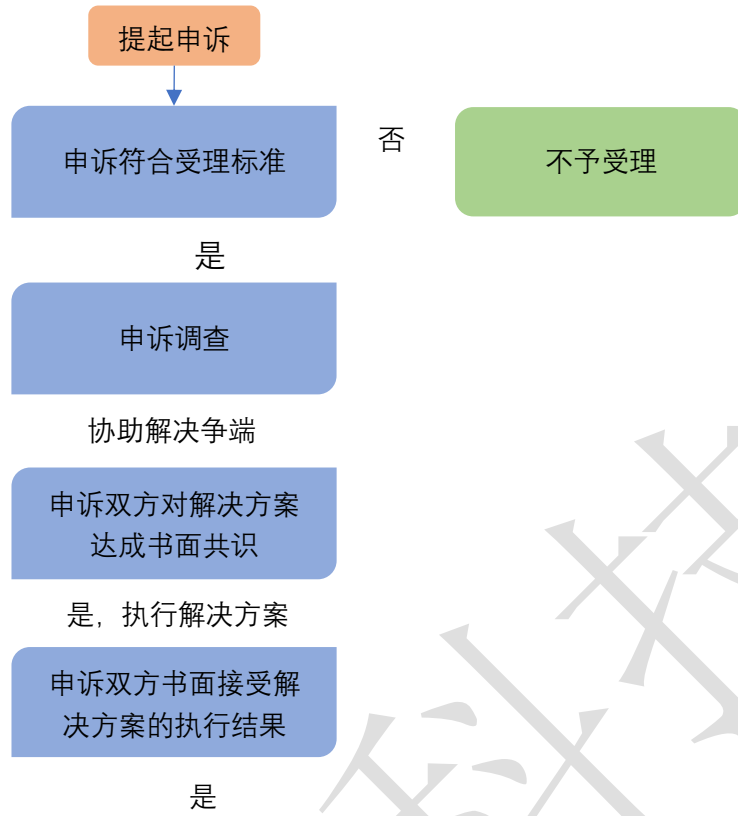 提起申诉
申诉符合受理标准
否
不予受理
是
申诉调查
协助解决争端
申诉双方对解决方案
达成书面共识
是，执行解决方案
申诉双方书面接受解
决方案的执行结果
是
科技